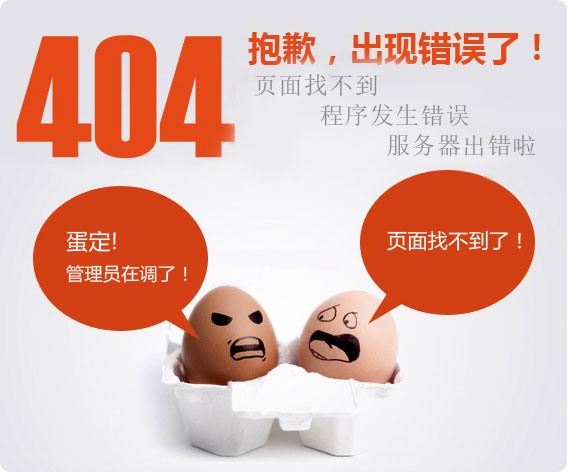 404
抱歉，出现错误了！
页面找不到
程序发生错误
服务器出错啦
蛋定!
管理员在调了！
页面找不到了！